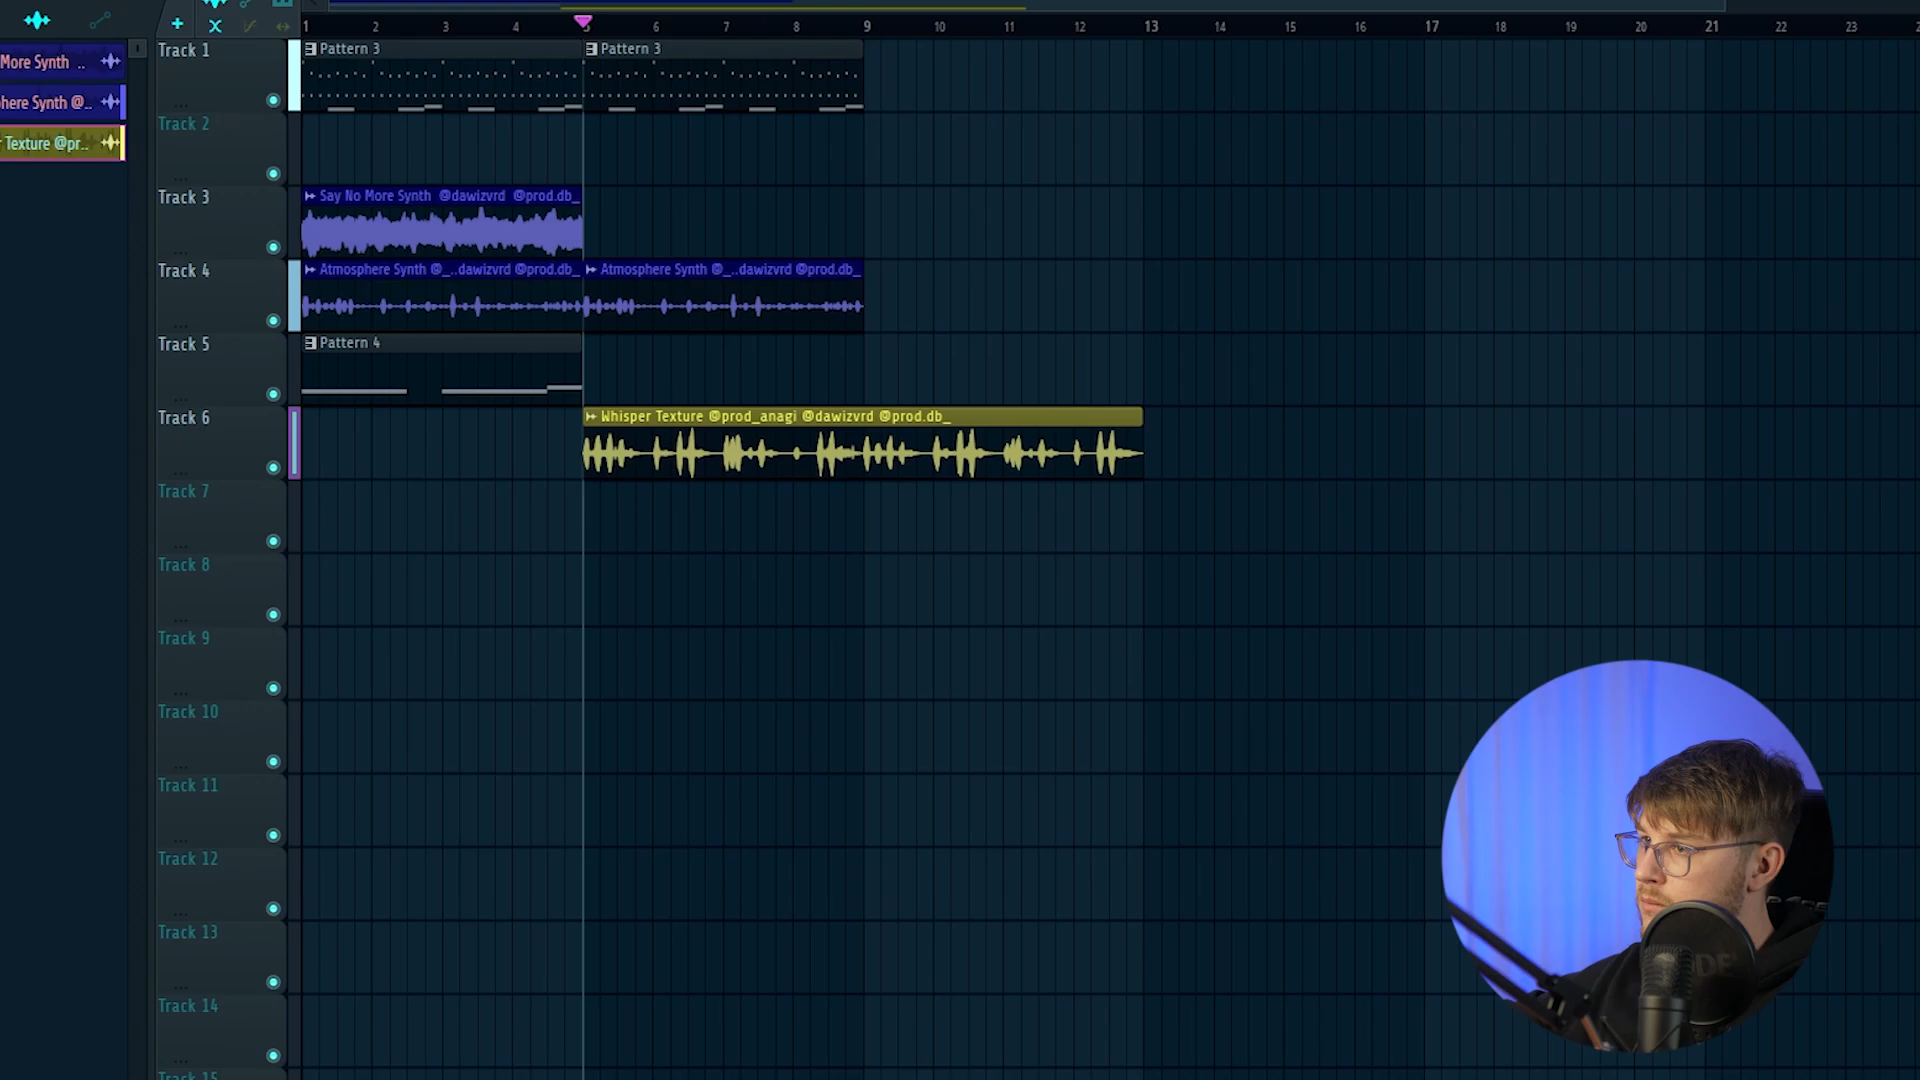 More Synth ..
here Synth @..
Texture @pr..
1 2 3 4 5 6 7 8 9 10 11 12 13 14 15 16 17 18 19 20 21 22 23
Track 1
Pattern 3
Pattern 3
Track 2
Track 3
Say No More Synth @dawizvrd @prod.db_
Track 4
Atmosphere Synth @_..dawizvrd @prod.db_
Atmosphere Synth @_..dawizvrd @prod.db_
Track 5
Pattern 4
Track 6
Whisper Texture @prod_anagi @dawizvrd @prod.db_
Track 7
Track 8
Track 9
Track 10
Track 11
Track 12
Track 13
Track 14
Track 15